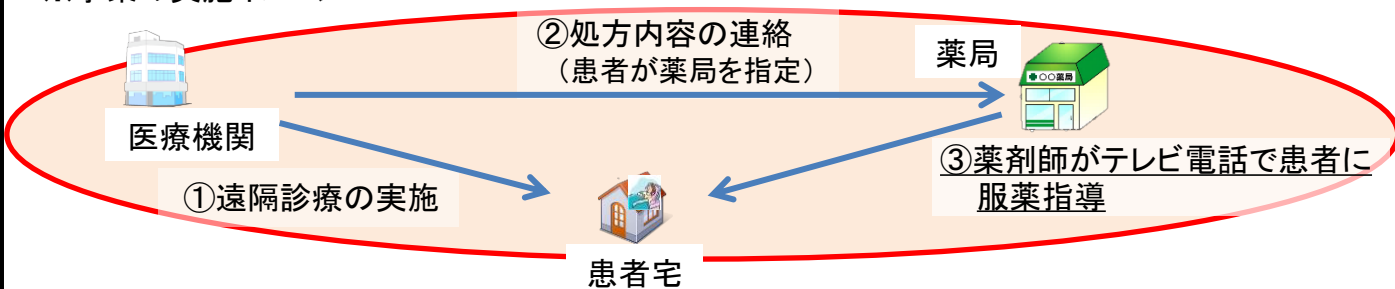 ②処方内容の連絡
(患者が薬局を指定)
薬局
○○薬局
医療機関
①遠隔診療の実施
③薬剤師がテレビ電話で患者に
服薬指導
患者宅